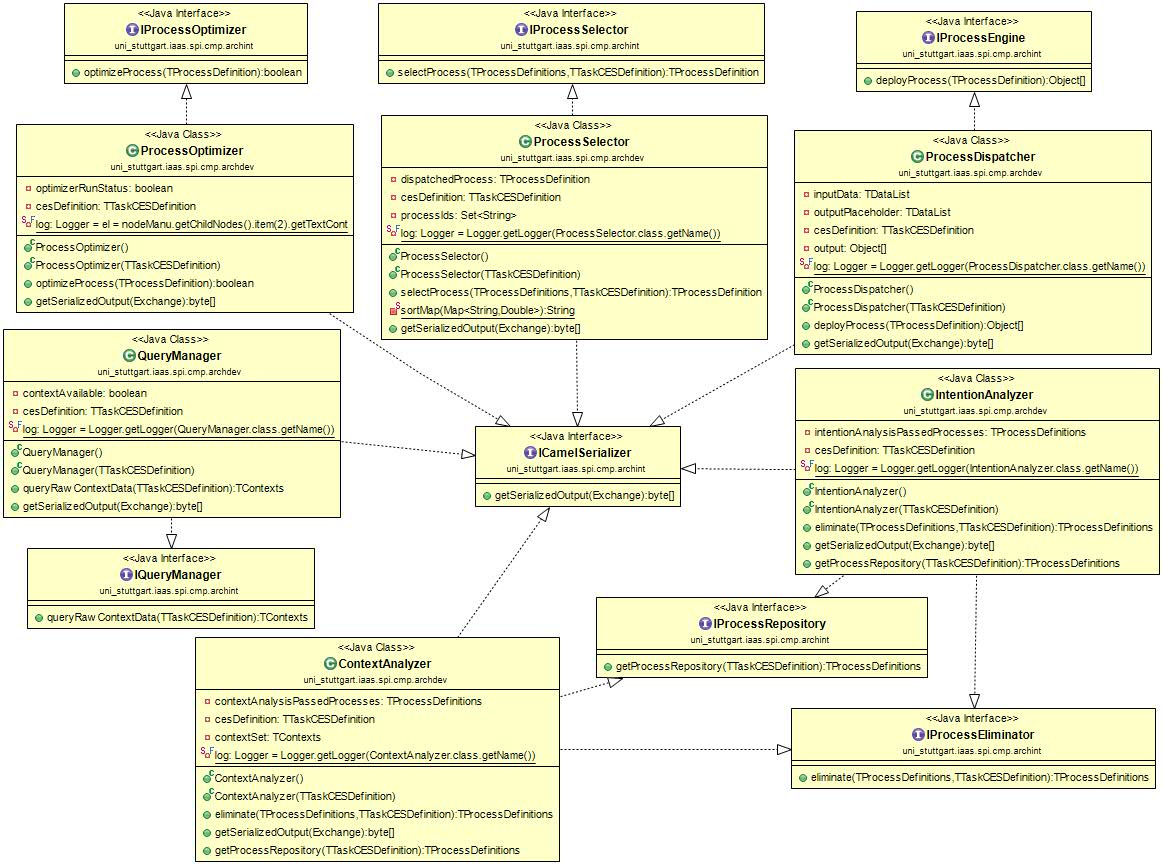 <<Java Interface>>
IProcessOptimizer
uni_stuttgart.iaas.spi.cmp.archint
optimizeProcess(TProcessDefinition):boolean
<<Java Interface>>
IProcessSelector
uni_stuttgart.iaas.spi.cmp.archint
selectProcess(TProcessDefinitions,TTaskCESDefinition):TProcessDefinition
<<Java Interface>>
IProcessEngine
uni_stuttgart.iaas.spi.cmp.archint
deployProcess(TProcessDefinition):Object[]
<<Java Class>>
ProcessOptimizer
uni_stuttgart.iaas.spi.cmp.archdev
optimizerRunStatus: boolean
cesDefinition: TTaskCESDefinition
log: Logger = el = nodeManu.getChildNodes().item(2).getTextCont
ProcessOptimizer()
ProcessOptimizer(TTaskCESDefinition)
optimizeProcess(TProcessDefinition):boolean
getSerializedOutput(Exchange):byte[]
<<Java Class>>
ProcessSelector
uni_stuttgart.iaas.spi.cmp.archdev
dispatchedProcess: TProcessDefinition
cesDefinition: TTaskCESDefinition
processIds: Set<String>
log: Logger = Logger.getLogger(ProcessSelector.class.getName())
ProcessSelector()
ProcessSelector(TTaskCESDefinition)
selectProcess(TProcessDefinitions,TTaskCESDefinition):TProcessDefinition
sortMap(Map<String,Double>):String
getSerializedOutput(Exchange):byte[]
<<Java Class>>
ProcessDispatcher
uni_stuttgart.iaas.spi.cmp.archdev
inputData: TDataList
outputPlaceholder: TDataList
cesDefinition: TTaskCESDefinition
output: Object[]
log: Logger = Logger.getLogger(ProcessDispatcher.class.getName())
ProcessDispatcher()
ProcessDispatcher(TTaskCESDefinition)
deployProcess(TProcessDefinition):Object[]
getSerializedOutput(Exchange):byte[]
<<Java Class>>
QueryManager
uni_stuttgart.iaas.spi.cmp.archdev
contextAvailable: boolean
cesDefinition: TTaskCESDefinition
log: Logger = Logger.getLogger(QueryManager.class.getName())
QueryManager()
QueryManager(TTaskCESDefinition)
queryRawContextData(TTaskCESDefinition):TContexts
getSerializedOutput(Exchange):byte[]
<<Java Interface>>
ICamelSerializer
uni_stuttgart.iaas.spi.cmp.archint
getSerializedOutput(Exchange):byte[]
<<Java Class>>
IntentionAnalyzer
uni_stuttgart.iaas.spi.cmp.archdev
intentionAnalysisPassedProcesses: TProcessDefinitions
cesDefinition: TTaskCESDefinition
log: Logger = Logger.getLogger(IntentionAnalyzer.class.getName())
IntentionAnalyzer()
IntentionAnalyzer(TTaskCESDefinition)
eliminate(TProcessDefinitions,TTaskCESDefinition):TProcessDefinitions
getSerializedOutput(Exchange):byte[]
getProcessRepository(TTaskCESDefinition):TProcessDefinitions
<<Java Interface>>
IQueryManager
uni_stuttgart.iaas.spi.cmp.archint
queryRawContextData(TTaskCESDefinition):TContexts
<<Java Interface>>
IProcessRepository
uni_stuttgart.iaas.spi.cmp.archint
getProcessRepository(TTaskCESDefinition):TProcessDefinitions
<<Java Class>>
ContextAnalyzer
uni_stuttgart.iaas.spi.cmp.archdev
contextAnalysisPassedProcesses: TProcessDefinitions
cesDefinition: TTaskCESDefinition
contextSet: TContexts
log: Logger = Logger.getLogger(ContextAnalyzer.class.getName())
ContextAnalyzer()
ContextAnalyzer(TTaskCESDefinition)
eliminate(TProcessDefinitions,TTaskCESDefinition):TProcessDefinitions
getSerializedOutput(Exchange):byte[]
getProcessRepository(TTaskCESDefinition):TProcessDefinitions
<<Java Interface>>
IProcessEliminator
uni_stuttgart.iaas.spi.cmp.archint
eliminate(TProcessDefinitions,TTaskCESDefinition):TProcessDefinitions